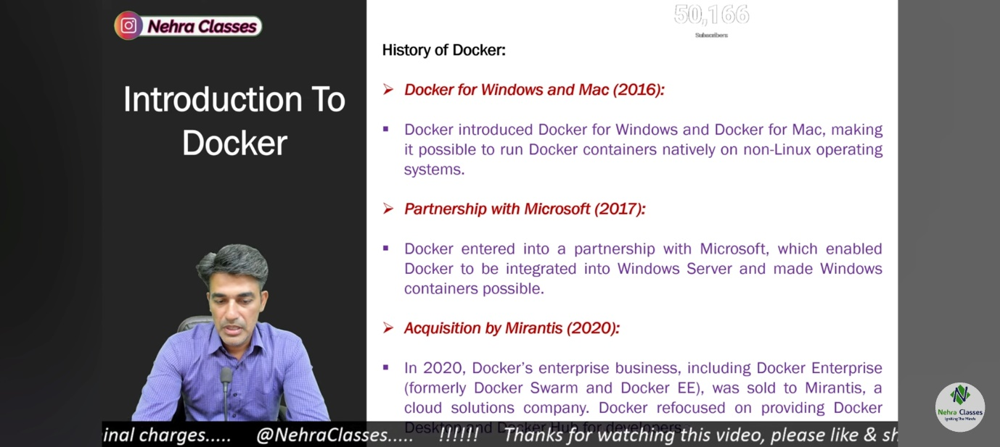 Nehra Classes
Introduction To
Docker
50,166
Subscribers
History of Docker:
Docker for Windows and Mac (2016):
Docker introduced Docker for Windows and Docker for Mac, making
it possible to run Docker containers natively on non-Linux operating
systems.
Partnership with Microsoft (2017):
Docker entered into a partnership with Microsoft, which enabled
Docker to be integrated into Windows Server and made Windows
containers possible.
Acquisition by Mirantis (2020):
In 2020, Docker's enterprise business, including Docker Enterprise
(formerly Docker Swarm and Docker EE), was sold to Mirantis, a
cloud solutions company. Docker refocused on providing Docker
Desktop and Docker Hub for developers.
inal charges..... @NehraClasses..... !!!!!! Thanks for watching this video, please like & sh
N
Nehra Classes
Igniting The Minds